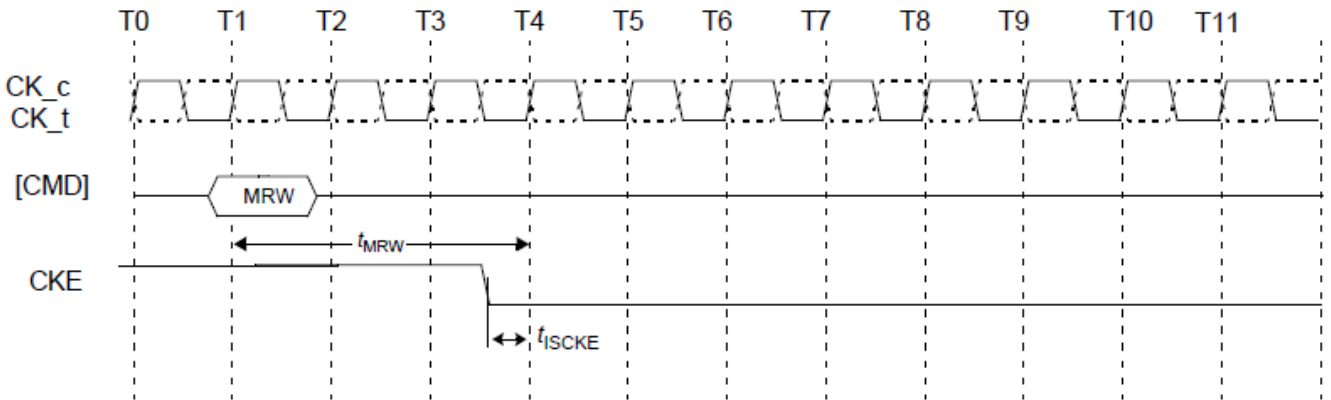 T0 T1 T2 T3 T4 T5 T6 T7 T8 T9 T10 T11
CK_c
CK_t
[CMD] MRW
tMRW
CKE
tISCKE